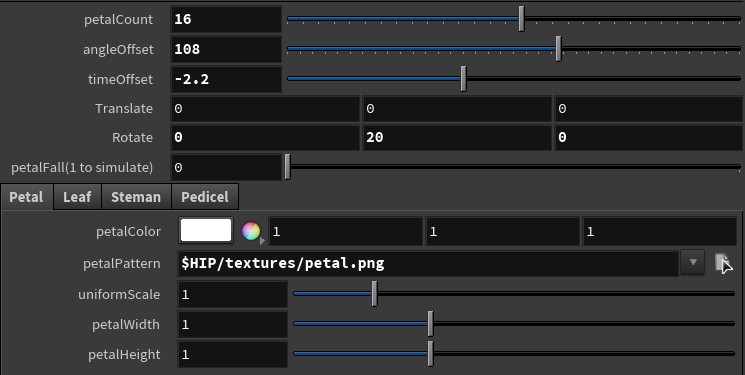 petalCount 16
angleOffset 108
timeOffset -2.2
Translate 0 0 0
Rotate 0 20 0
petalFall(1 to simulate) 0
Petal Leaf Steman Pedicel
petalColor 1 1 1
petalPattern $HIP/textures/petal.png
uniformScale 1
petalWidth 1
petalHeight 1